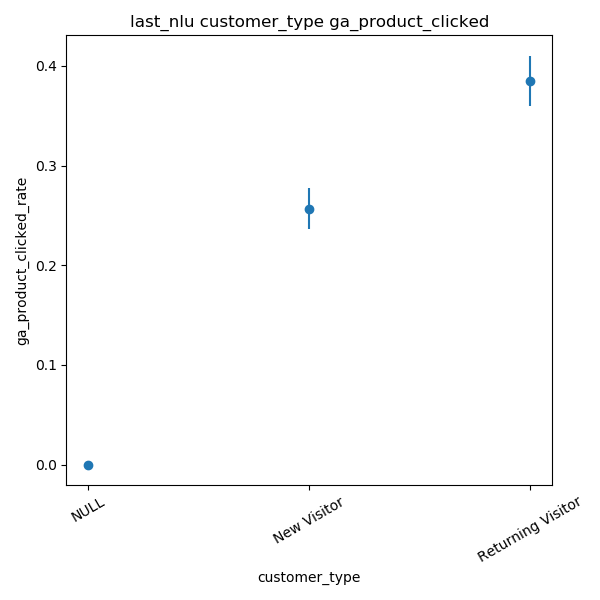 last_nlu customer_type ga_product_clicked
ga_product_clicked_rate
0.4
0.3
0.2
0.1
0.0
NULL
New Visitor
Returning Visitor
customer_type